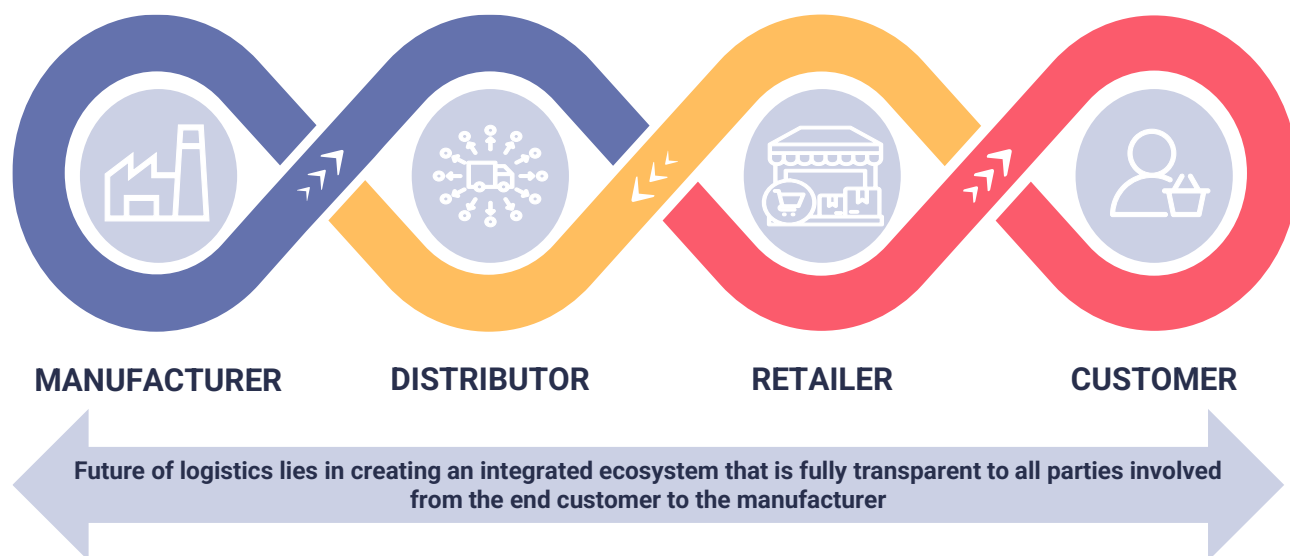 MANUFACTURER
DISTRIBUTOR
RETAILER
CUSTOMER
Future of logistics lies in creating an integrated ecosystem that is fully transparent to all parties involved
from the end customer to the manufacturer